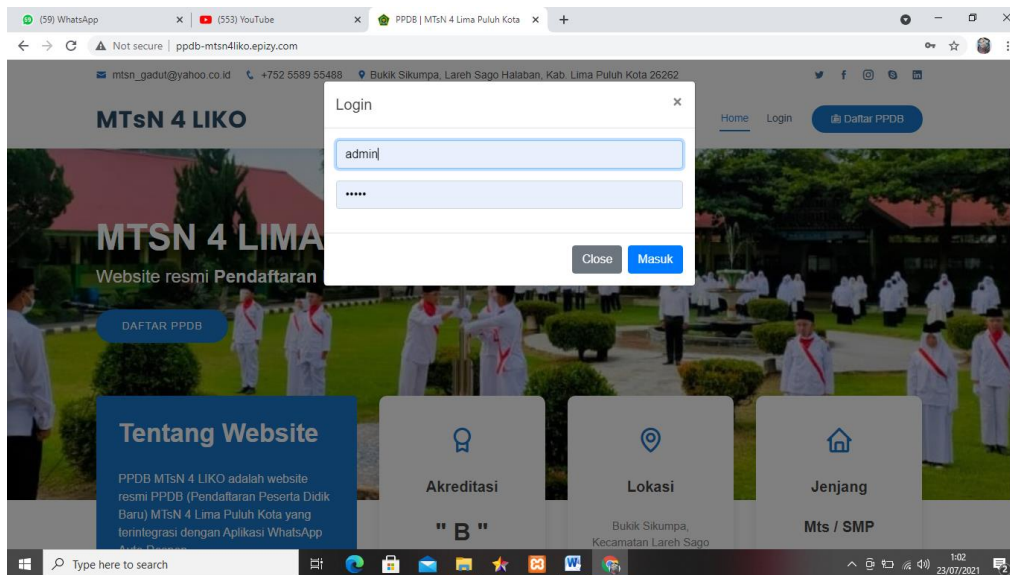 (59) WhatsApp
(553) YouTube
PPDB | MTsN 4 Lima Puluh Kota
Not secure | ppdb-mtsn4liko.epizy.com
mtsn_gadut@yahoo.co.id +752 5589 55488 Bukik Sikumpa, Lareh Sago Halaban, Kab. Lima Puluh Kota 26262
MTsN 4 LIKO
Home Login Daftar PPDB
Login ×
admin
•••••
Close Masuk
MTSN 4 LIMA
Website resmi Pendaftaran
DAFTAR PPDB
Tentang Website
PPDB MTsN 4 LIKO adalah website
resmi PPDB (Pendaftaran Peserta Didik
Baru) MTsN 4 Lima Puluh Kota yang
terintegrasi dengan Aplikasi WhatsApp
Akreditasi
" B "
Lokasi
Bukik Sikumpa,
Kecamatan Lareh Sago
Jenjang
Mts / SMP
Type here to search
1:02
23/07/2021